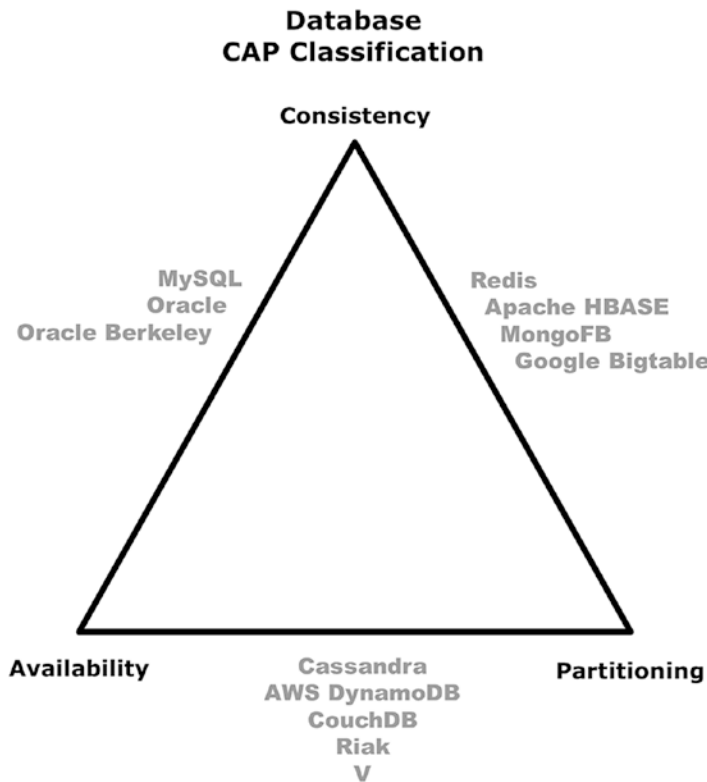 Database
CAP Classification
Consistency
MySQL
Oracle
Oracle Berkeley
Redis
Apache HBASE
MongoFB
Google Bigtable
Availability
Partitioning
Cassandra
AWS DynamoDB
CouchDB
Riak
V